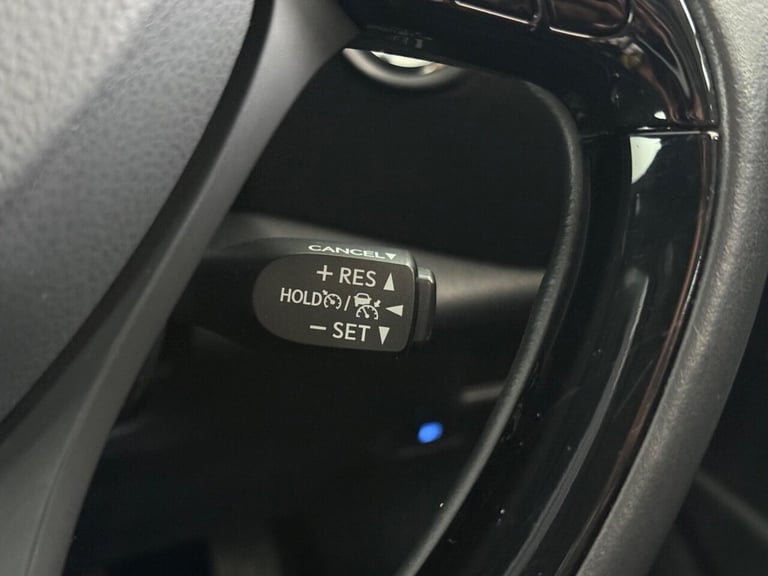 CANCEL▼
+ RES ▲
HOLD / ◀
− SET ▼